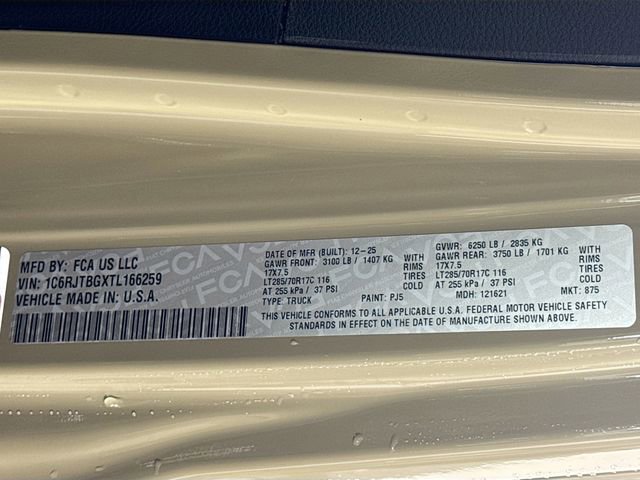 MFD BY: FCA US LLC
VIN: 1C6RJTBGXTL166259
VEHICLE MADE IN: U.S.A.
DATE OF MFR (BUILT): 12-25
GAWR FRONT: 3100 LB / 1407 KG WITH
17X7.5 RIMS
LT285/70R17C 116 TIRES
AT 255 kPa / 37 PSI COLD
TYPE: TRUCK PAINT: PJ5
GVWR: 6250 LB / 2835 KG
GAWR REAR: 3750 LB / 1701 KG WITH
17X7.5 RIMS
LT285/70R17C 116 TIRES
AT 255 kPa / 37 PSI COLD
MDH: 121621 MKT: 875
THIS VEHICLE CONFORMS TO ALL APPLICABLE U.S.A. FEDERAL MOTOR VEHICLE SAFETY
STANDARDS IN EFFECT ON THE DATE OF MANUFACTURE SHOWN ABOVE.